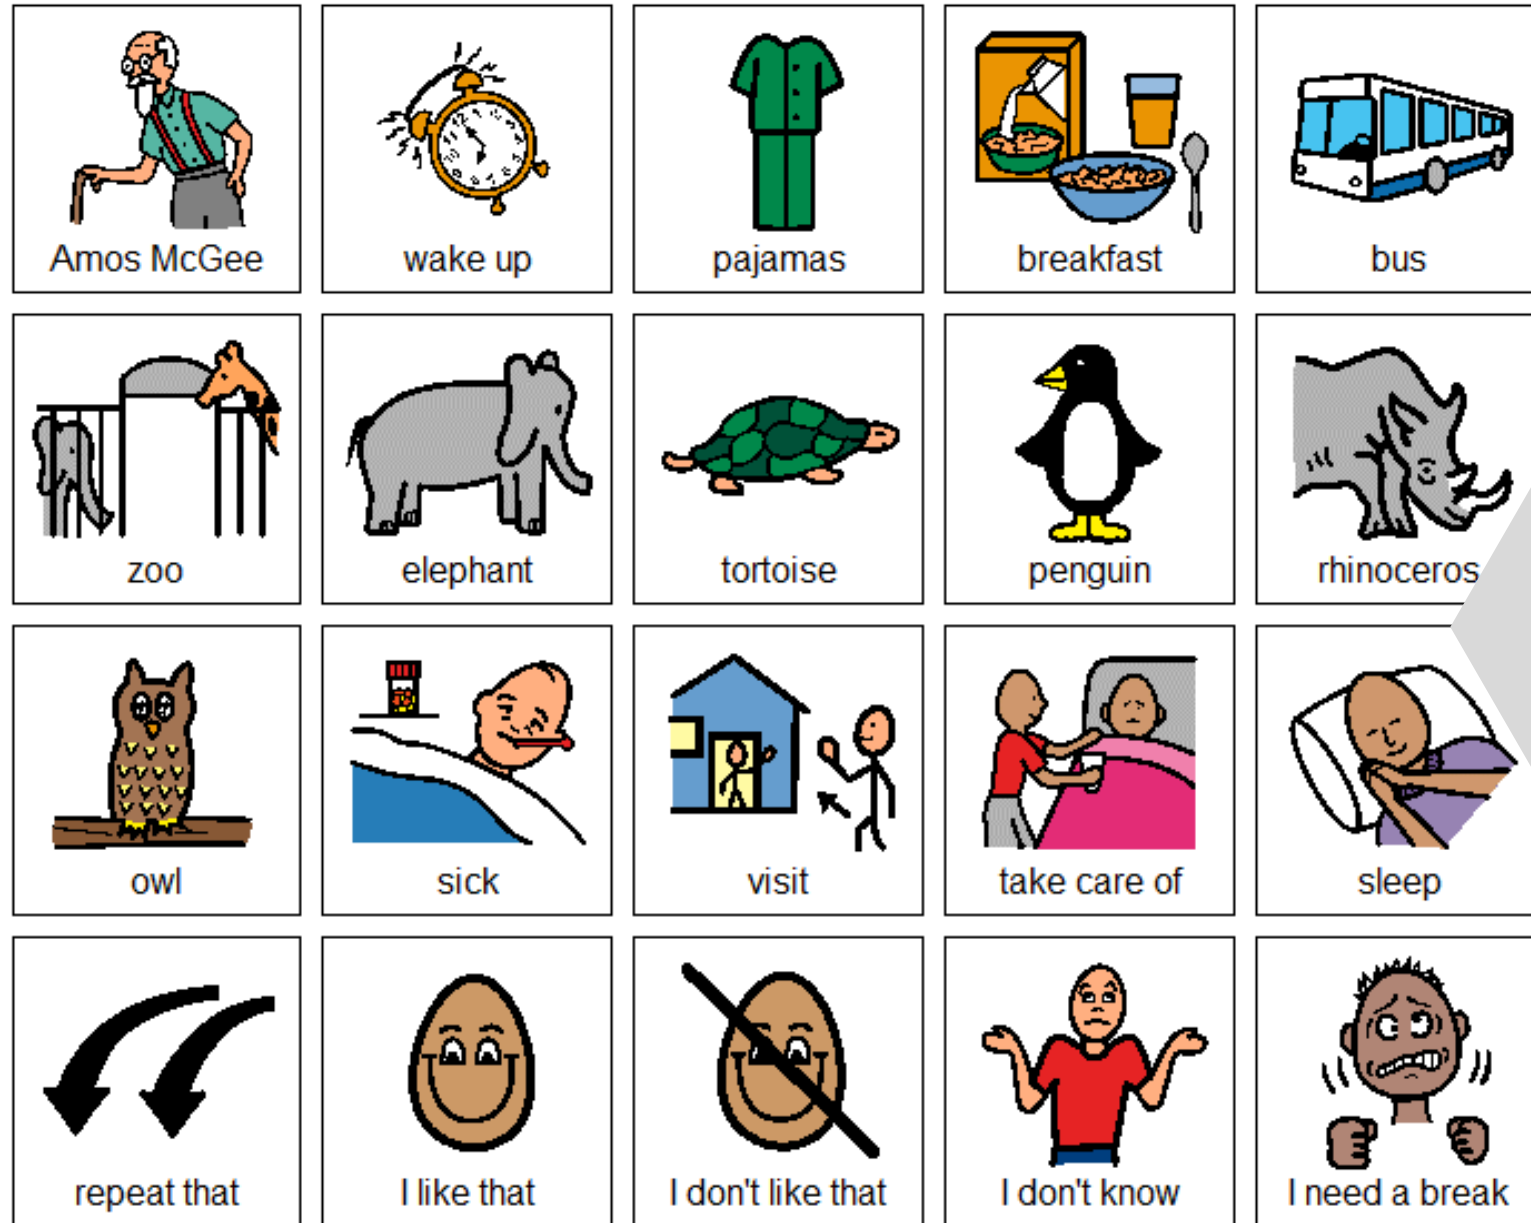 Amos McGee
wake up
pajamas
breakfast
bus
zoo
elephant
tortoise
penguin
rhinoceros
owl
sick
visit
take care of
sleep
repeat that
I like that
I don't like that
I don't know
I need a break